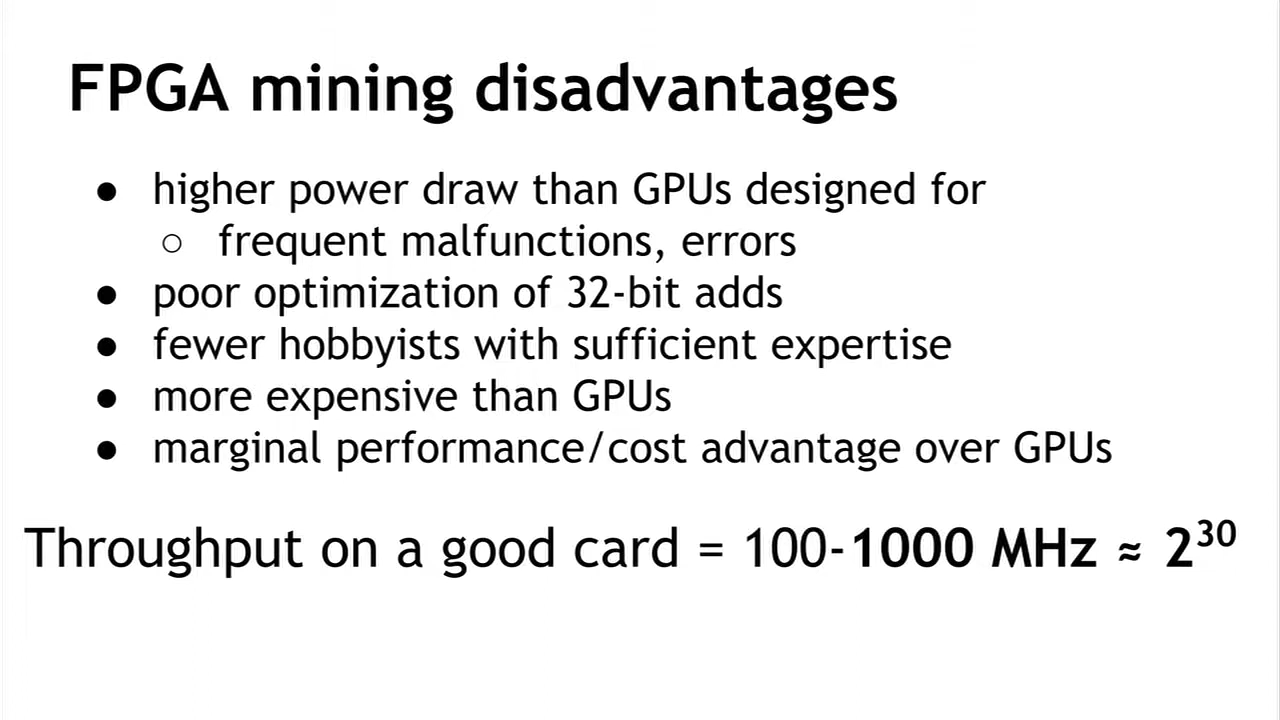 FPGA mining disadvantages
● higher power draw than GPUs designed for
○ frequent malfunctions, errors
● poor optimization of 32-bit adds
● fewer hobbyists with sufficient expertise
● more expensive than GPUs
● marginal performance/cost advantage over GPUs
Throughput on a good card = 100-1000 MHz ≈ 2³⁰